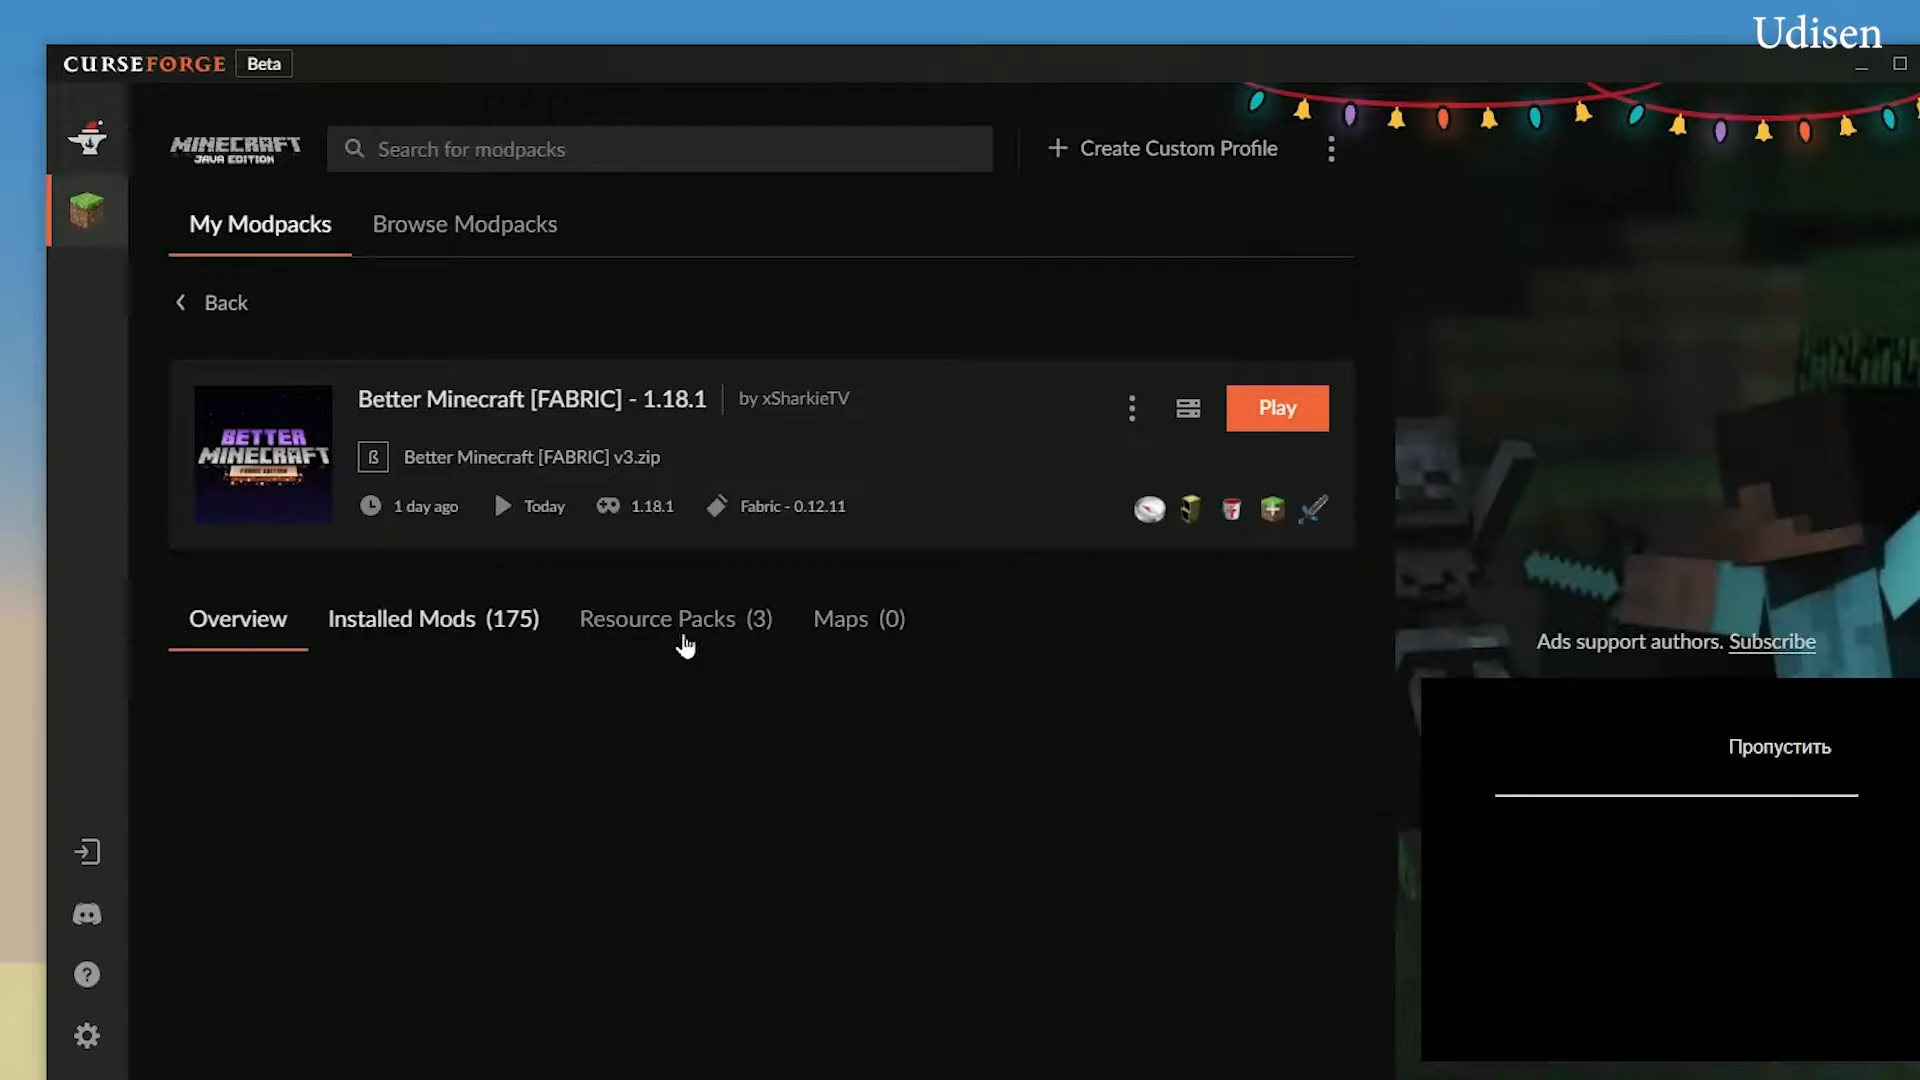 Udisen
CURSEFORGE Beta
MINECRAFT
JAVA EDITION
Search for modpacks
Create Custom Profile
My Modpacks
Browse Modpacks
Back
BETTER
MINECRAFT
FABRIC EDITION
Better Minecraft [FABRIC] - 1.18.1
by xSharkieTV
Play
ß
Better Minecraft [FABRIC] v3.zip
1 day ago
Today
1.18.1
Fabric - 0.12.11
Overview
Installed Mods (175)
Resource Packs (3)
Maps (0)
Ads support authors. Subscribe
Пропустить